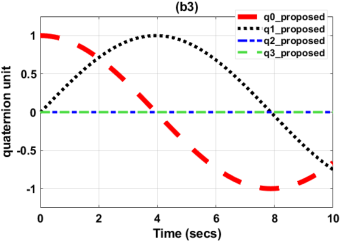 (b3)
q0_proposed
q1_proposed
q2_proposed
q3_proposed
quaternion unit
1
0.5
0
-0.5
-1
0 2 4 6 8 10
Time (secs)